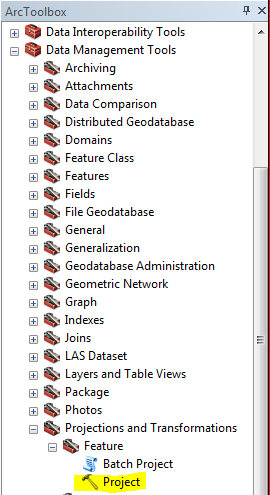 ArcToolbox
Data Interoperability Tools
Data Management Tools
Archiving
Attachments
Data Comparison
Distributed Geodatabase
Domains
Feature Class
Features
Fields
File Geodatabase
General
Generalization
Geodatabase Administration
Geometric Network
Graph
Indexes
Joins
LAS Dataset
Layers and Table Views
Package
Photos
Projections and Transformations
Feature
Batch Project
Project